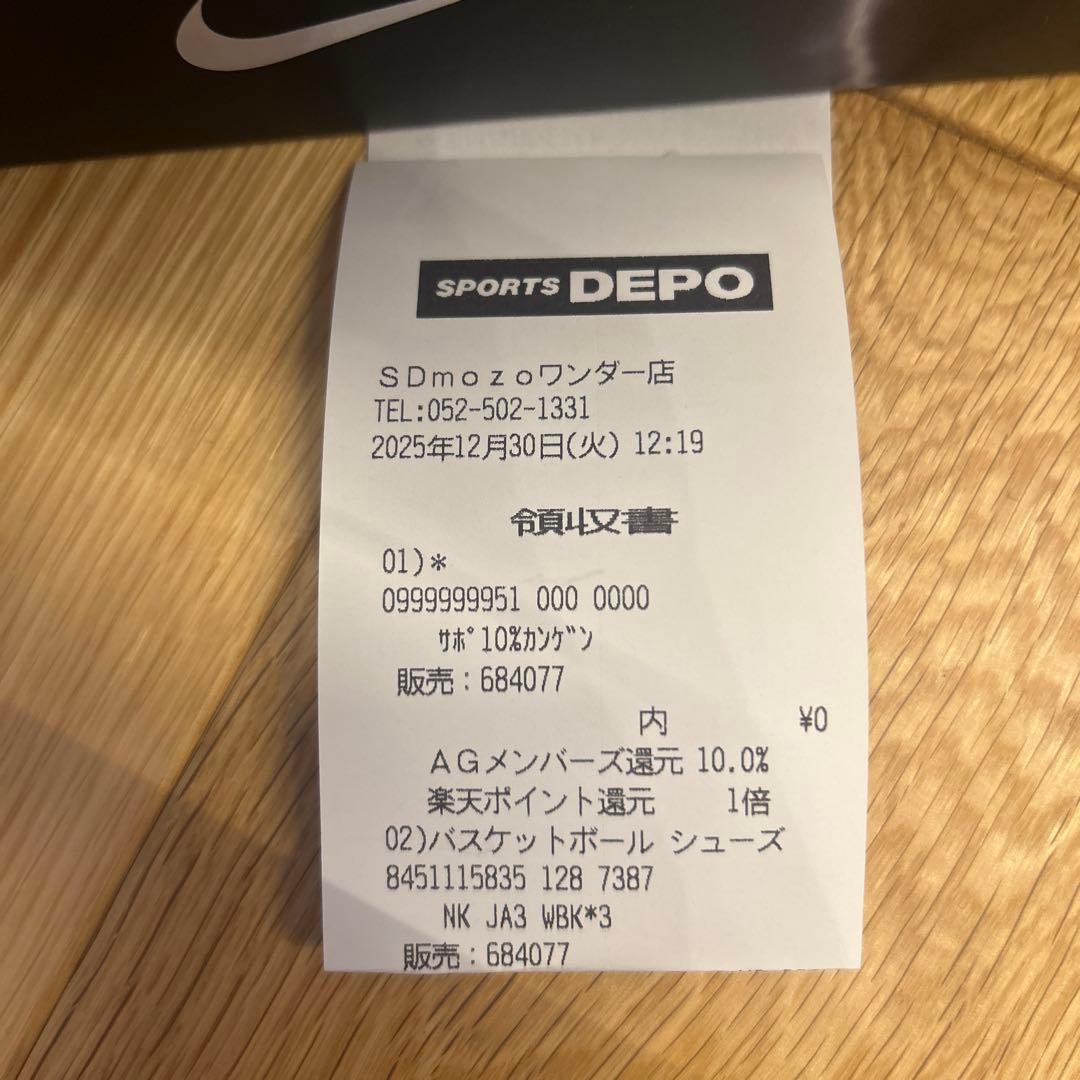 SPORTS DEPO
ＳＤｍｏｚｏワンダー店
TEL:052-502-1331
2025年12月30日(火) 12:19
領収書
01)*
0999999951 000 0000
ｻﾎﾟ10%ｶﾝｹﾞﾝ
販売：684077
内 ¥0
ＡＧメンバーズ還元 10.0%
楽天ポイント還元 1倍
02)バスケットボール シューズ
8451115835 128 7387
NK JA3 WBK*3
販売：684077